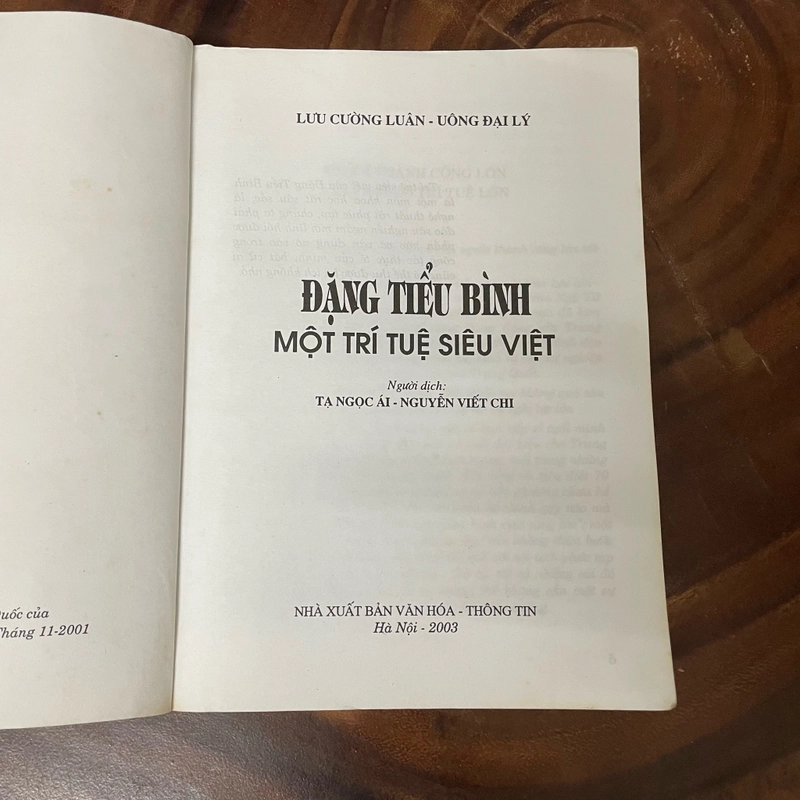 Quốc của
Tháng 11-2001
LƯU CƯỜNG LUÂN - UÔNG ĐẠI LÝ
ĐẶNG TIỂU BÌNH
MỘT TRÍ TUỆ SIÊU VIỆT
Người dịch:
TẠ NGỌC ÁI - NGUYỄN VIẾT CHI
NHÀ XUẤT BẢN VĂN HÓA - THÔNG TIN
Hà Nội - 2003